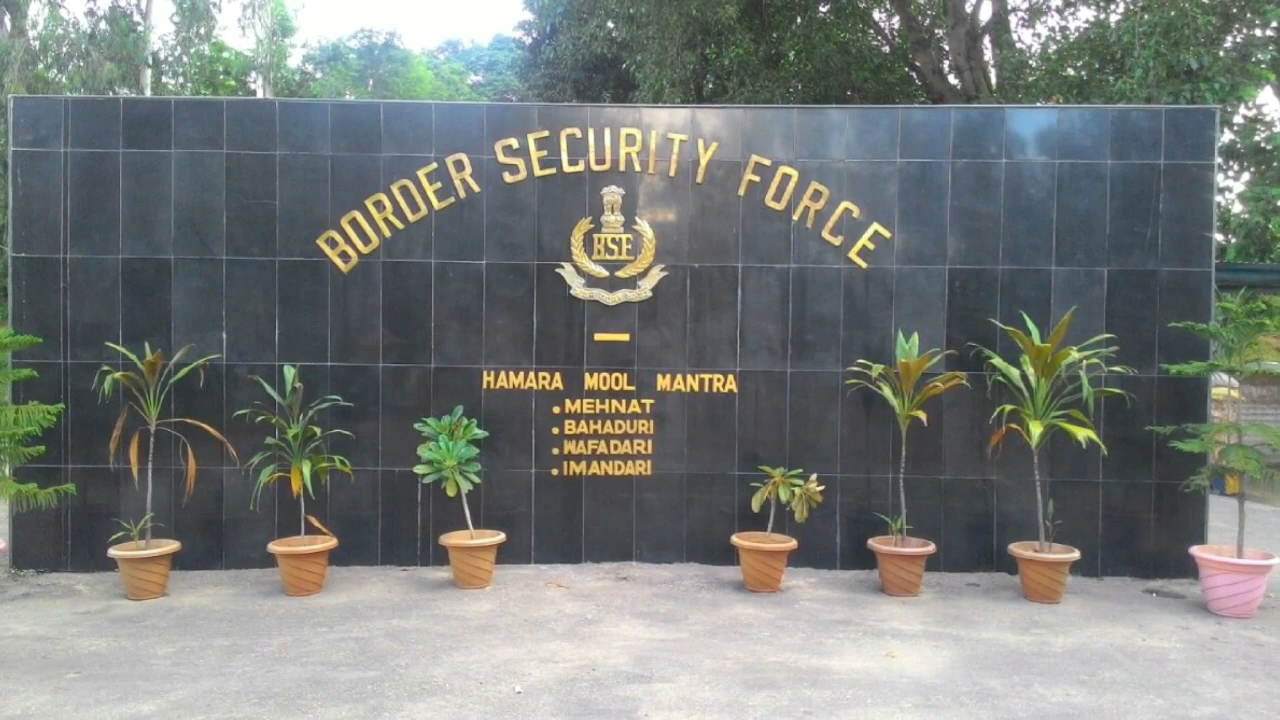 BORDER SECURITY FORCE
BSF
HAMARA MOOL MANTRA
• MEHNAT
• BAHADURI
• WAFADARI
• IMANDARI